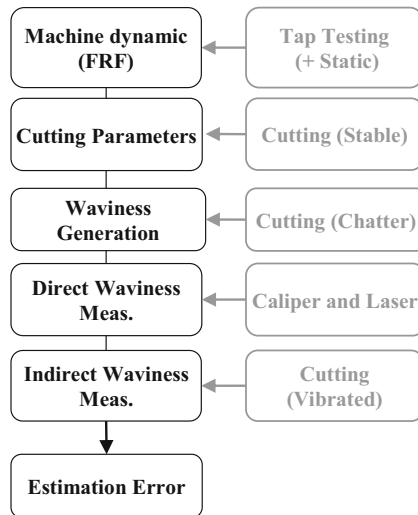 Machine dynamic
(FRF)
Tap Testing
(+ Static)
Cutting Parameters
Cutting (Stable)
Waviness
Generation
Cutting (Chatter)
Direct Waviness
Meas.
Caliper and Laser
Indirect Waviness
Meas.
Cutting
(Vibrated)
Estimation Error